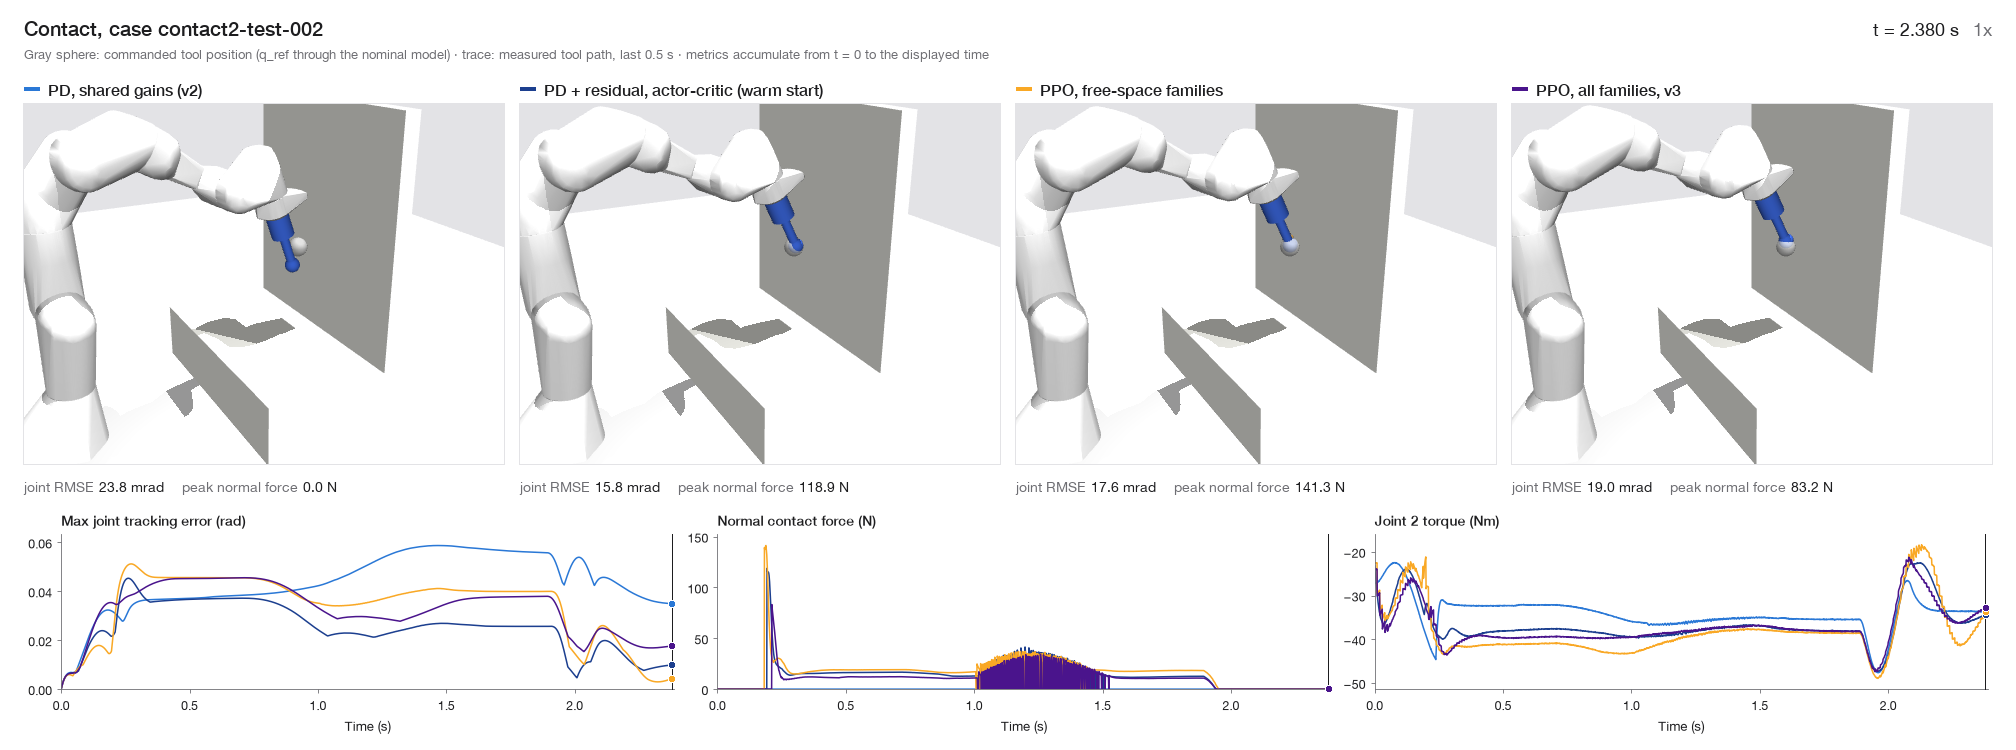 Contact, case contact2-test-002
t = 2.380 s 1x
Gray sphere: commanded tool position (q_ref through the nominal model) · trace: measured tool path, last 0.5 s · metrics accumulate from t = 0 to the displayed time
PD, shared gains (v2)
PD + residual, actor-critic (warm start)
PPO, free-space families
PPO, all families, v3
joint RMSE 23.8 mrad peak normal force 0.0 N
joint RMSE 15.8 mrad peak normal force 118.9 N
joint RMSE 17.6 mrad peak normal force 141.3 N
joint RMSE 19.0 mrad peak normal force 83.2 N
Max joint tracking error (rad)
0.06
0.04
0.02
0.00
0.0 0.5 1.0 1.5 2.0
Time (s)
Normal contact force (N)
150
100
50
0
0.0 0.5 1.0 1.5 2.0
Time (s)
Joint 2 torque (Nm)
−20
−30
−40
−50
0.0 0.5 1.0 1.5 2.0
Time (s)